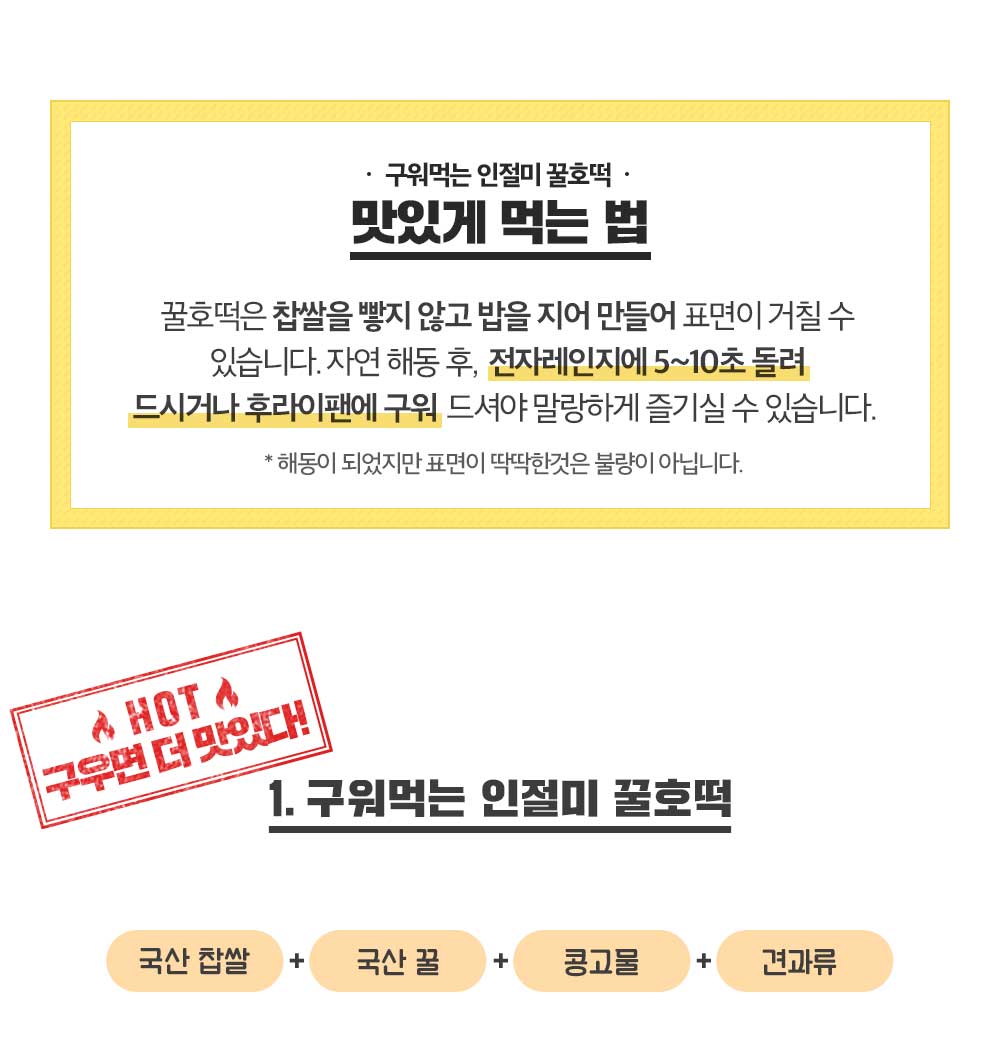 · 구워먹는 인절미 꿀호떡 ·
맛있게 먹는 법
꿀호떡은 찹쌀을 빻지 않고 밥을 지어 만들어 표면이 거칠 수
있습니다. 자연 해동 후, 전자레인지에 5~10초 돌려
드시거나 후라이팬에 구워 드셔야 말랑하게 즐기실 수 있습니다.
* 해동이 되었지만 표면이 딱딱한것은 불량이 아닙니다.
HOT
구우면 더 맛있다!
1. 구워먹는 인절미 꿀호떡
국산 찹쌀 + 국산 꿀 + 콩고물 + 견과류